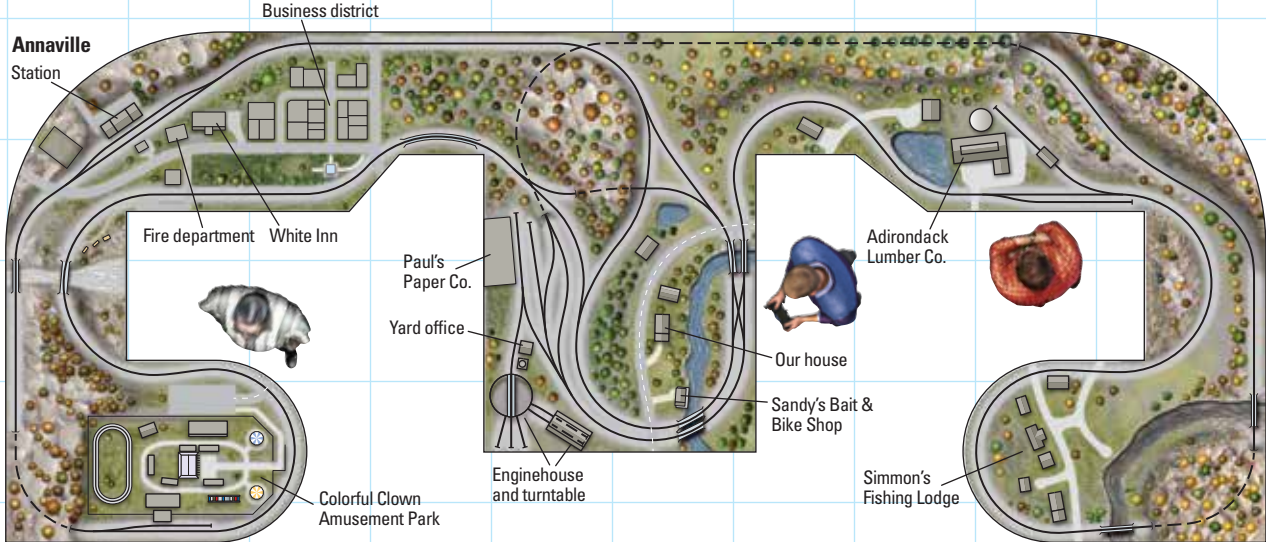 Business district
Annaville
Station
Fire department
White Inn
Paul's
Paper Co.
Yard office
Adirondack
Lumber Co.
Our house
Sandy's Bait &
Bike Shop
Enginehouse
and turntable
Colorful Clown
Amusement Park
Simmon's
Fishing Lodge